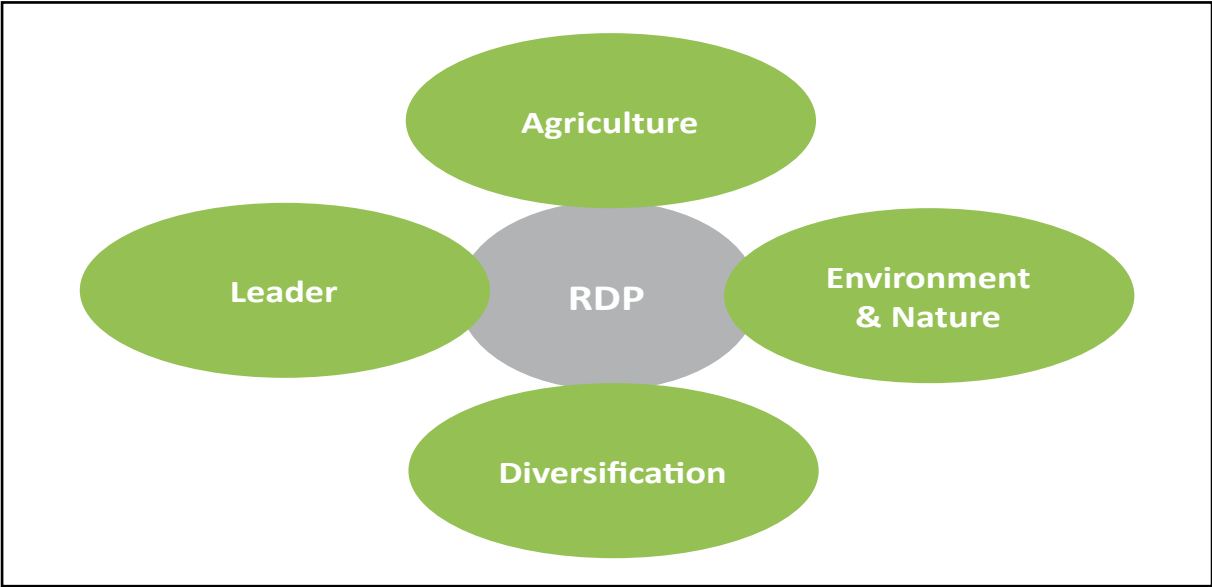 Agriculture
Leader
RDP
Environment
& Nature
Diversification